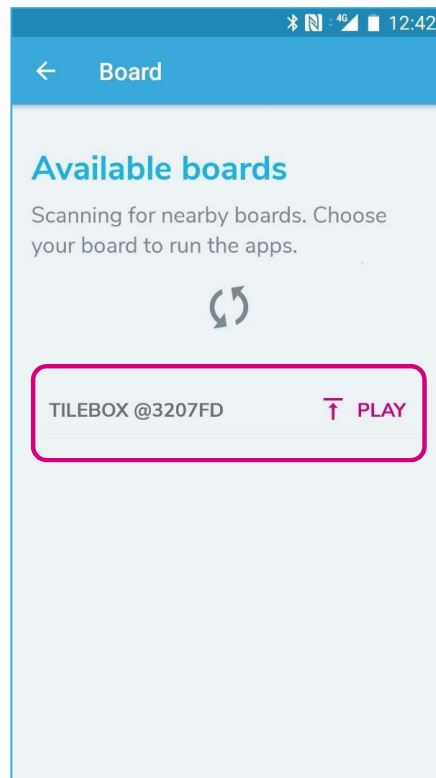 4G 12:42
Board
Available boards
Scanning for nearby boards. Choose
your board to run the apps.
TILEBOX @3207FD PLAY